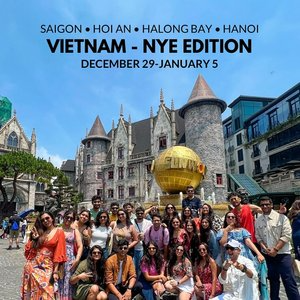 SAIGON • HOI AN • HALONG BAY • HANOI
VIETNAM - NYE EDITION
DECEMBER 29-JANUARY 5